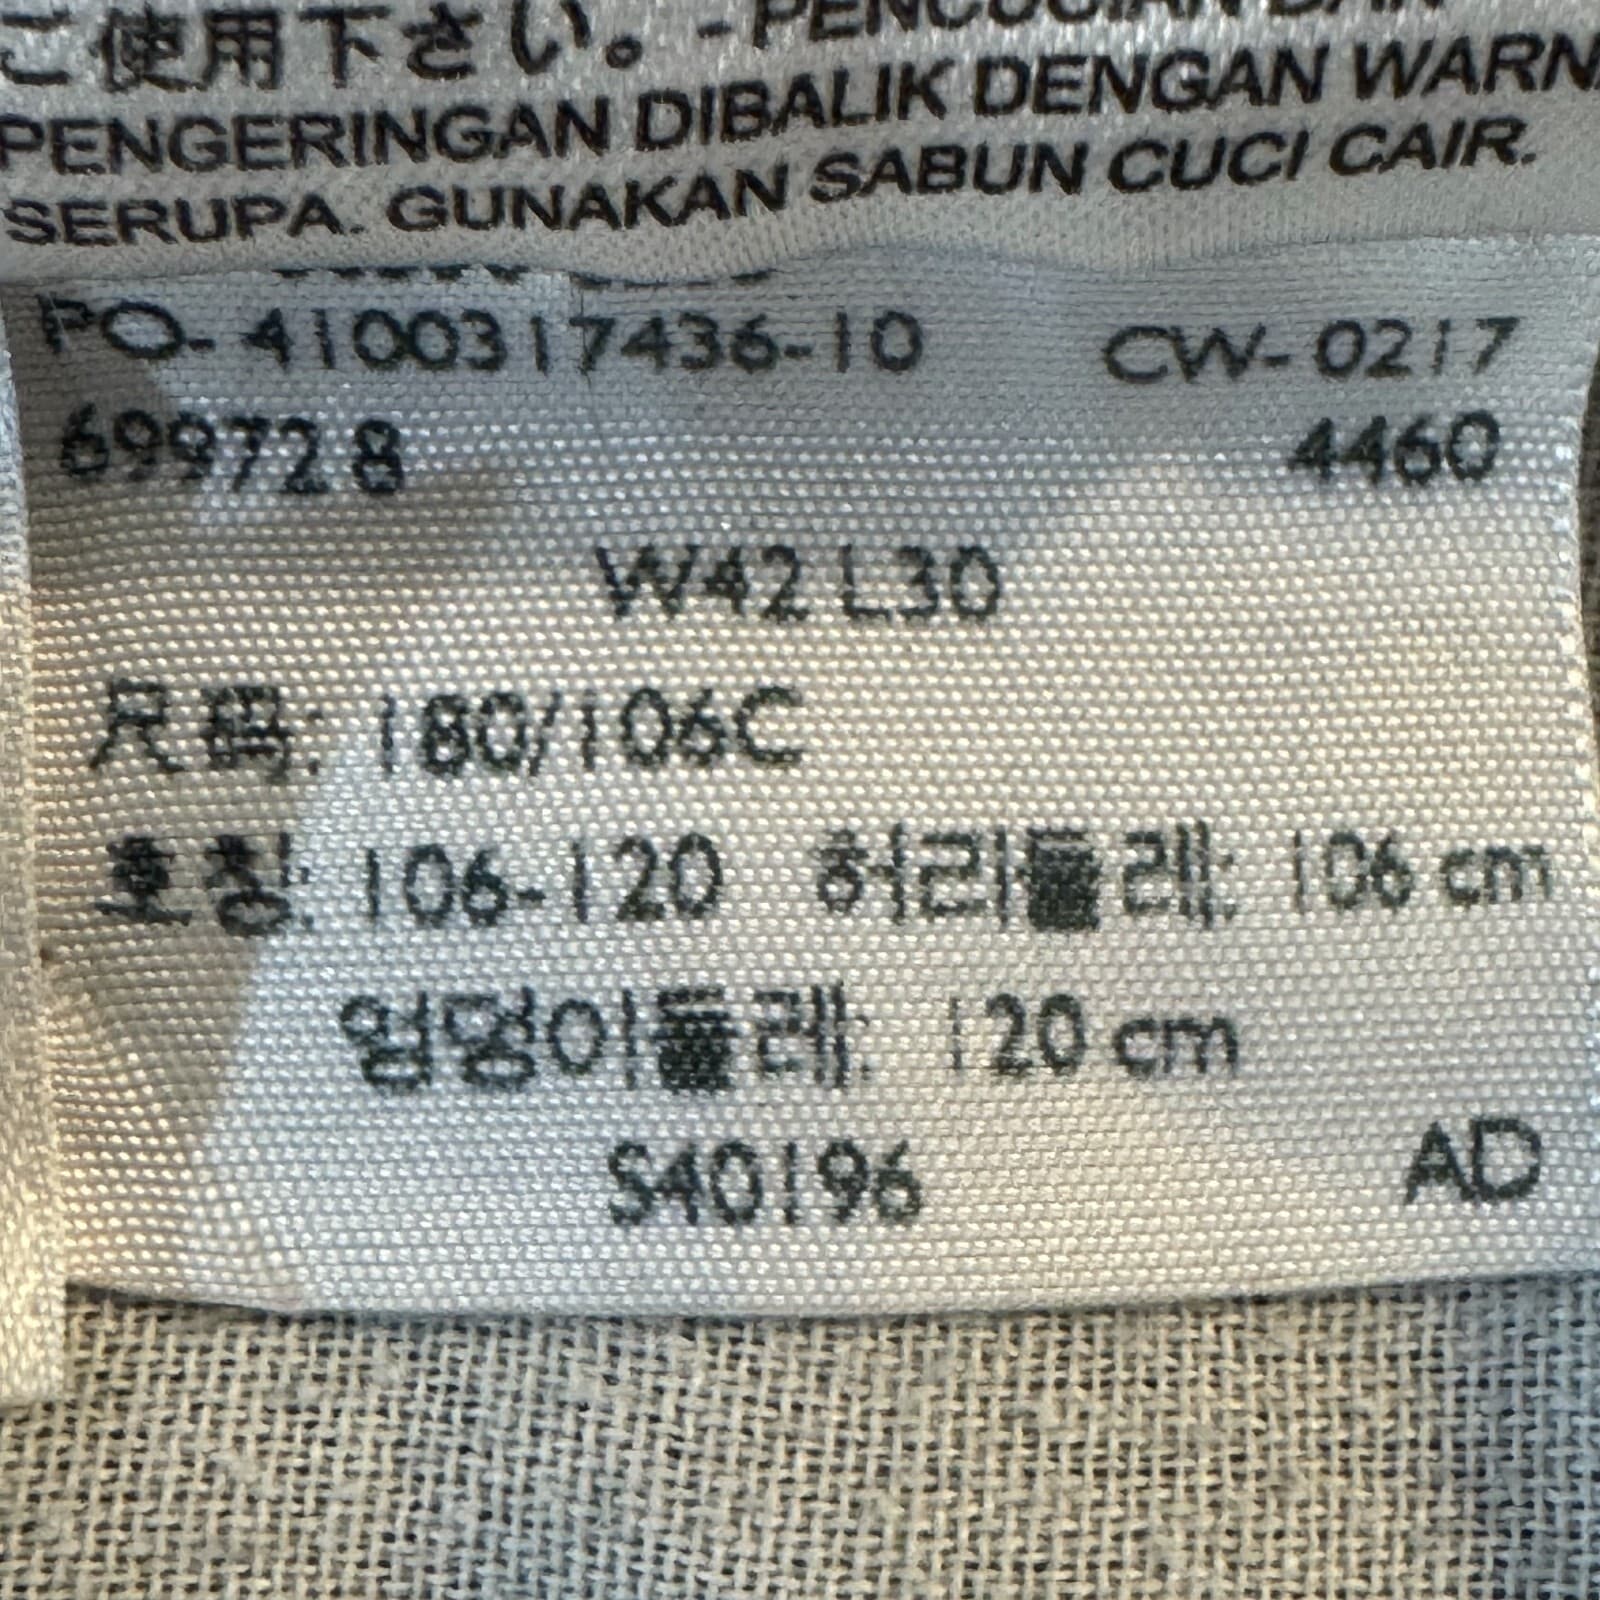 ご使用下さい。 - PENCUCIAN DAN
PENGERINGAN DIBALIK DENGAN WARNA
SERUPA. GUNAKAN SABUN CUCI CAIR.
PO- 4100317436-10 CW- 0217
699728 4460
W42 L30
尺码: 180/106C
호칭: 106-120 허리둘레: 106 cm
엉덩이둘레: 120 cm
S40196 AD